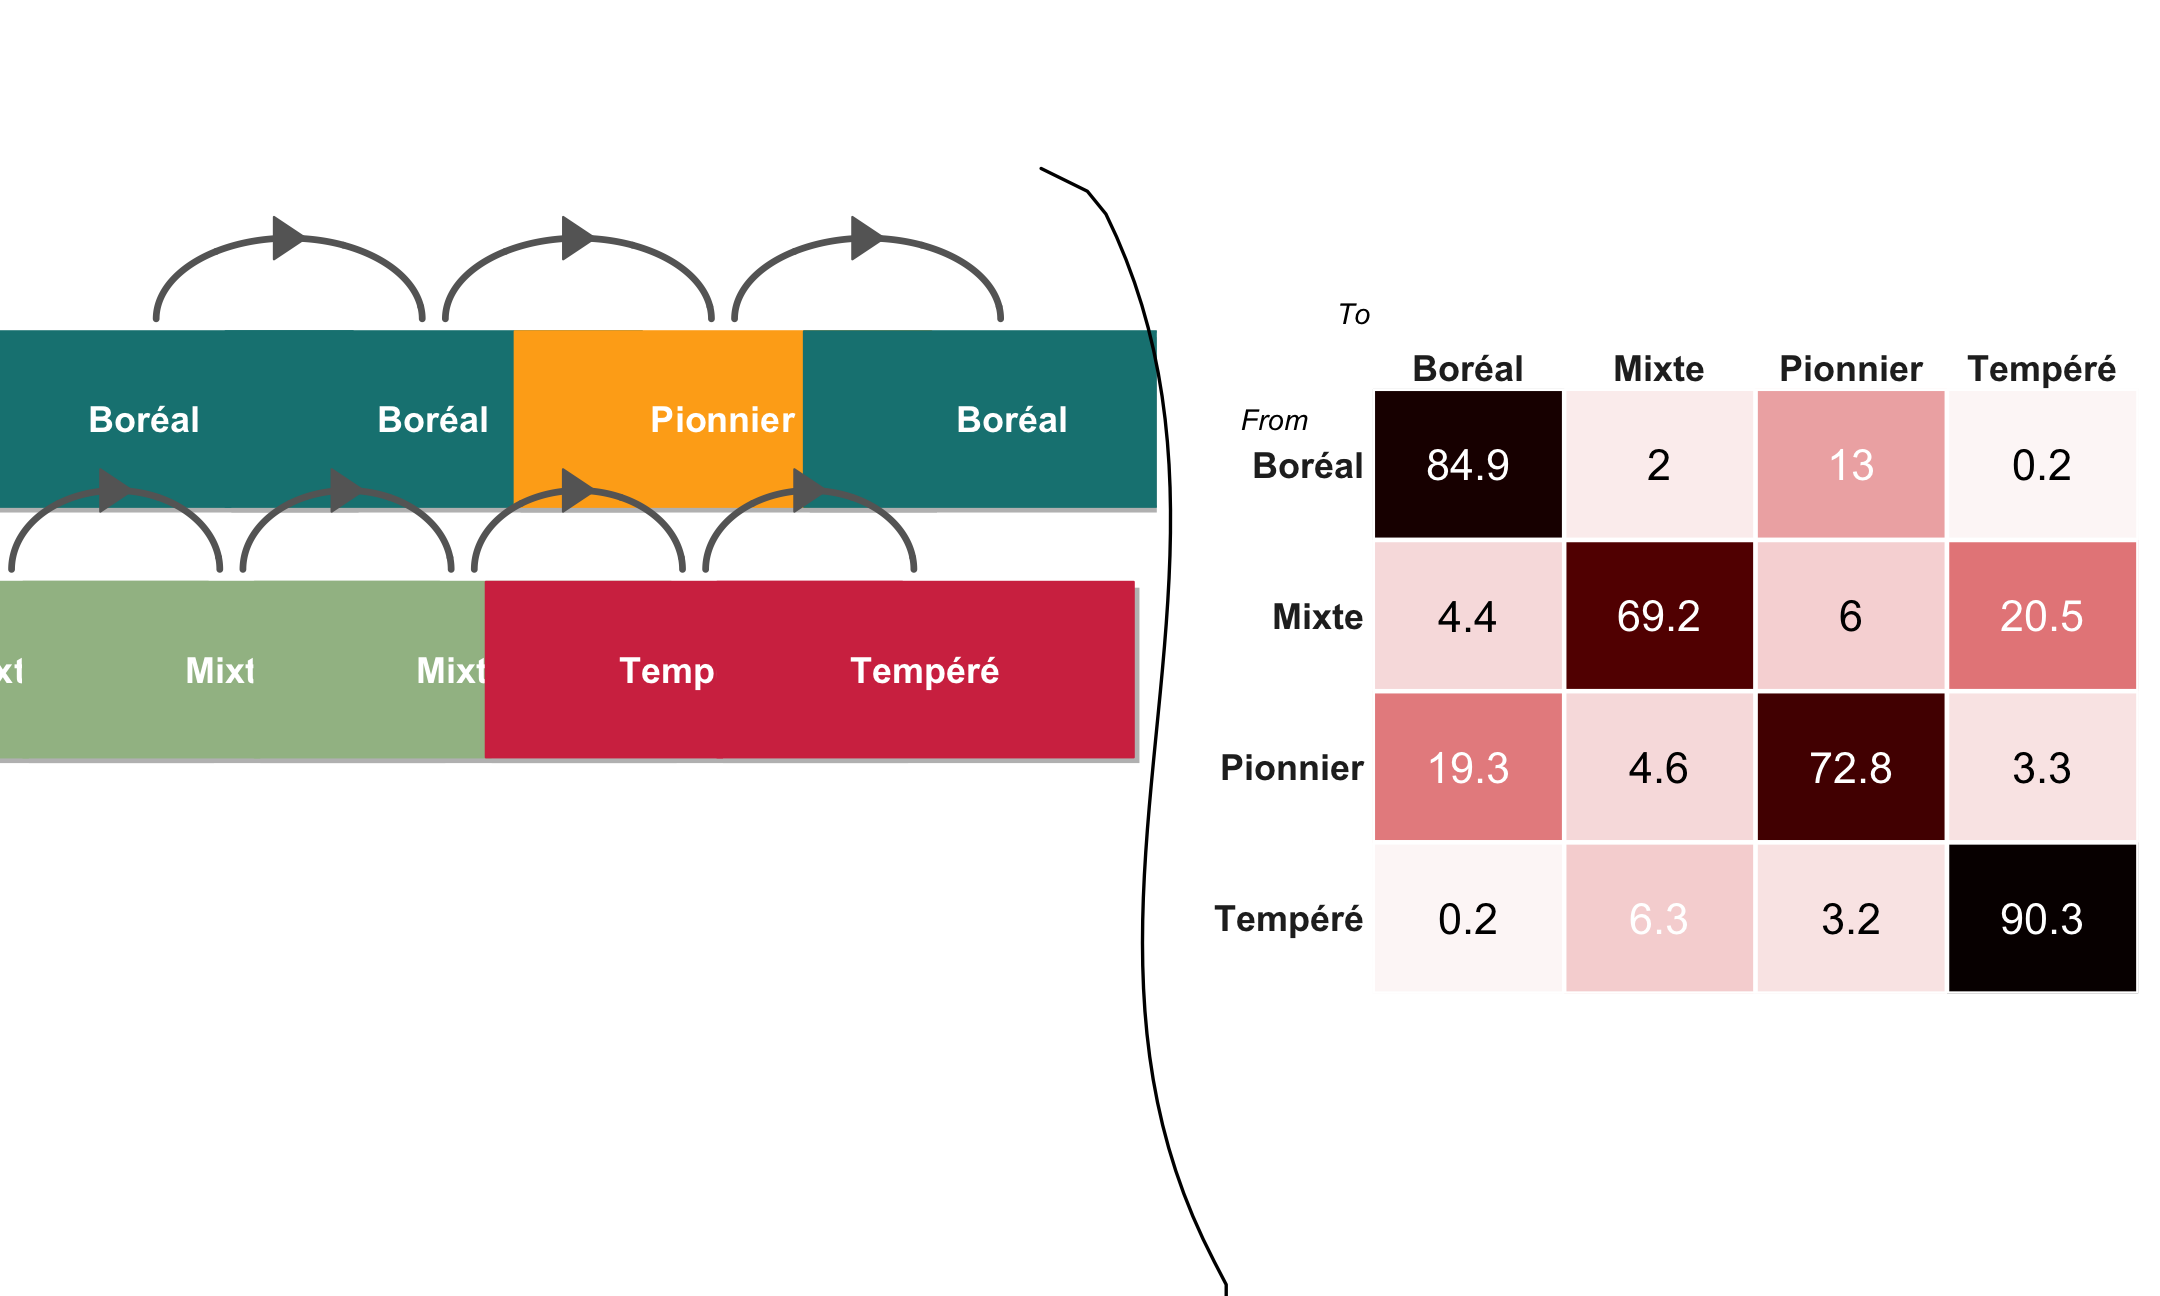 Boréal Boréal Pionnier Boréal
xt Mixt Mixt Temp Tempéré
To
Boréal Mixte Pionnier Tempéré
From
Boréal 84.9 2 13 0.2
Mixte 4.4 69.2 6 20.5
Pionnier 19.3 4.6 72.8 3.3
Tempéré 0.2 6.3 3.2 90.3